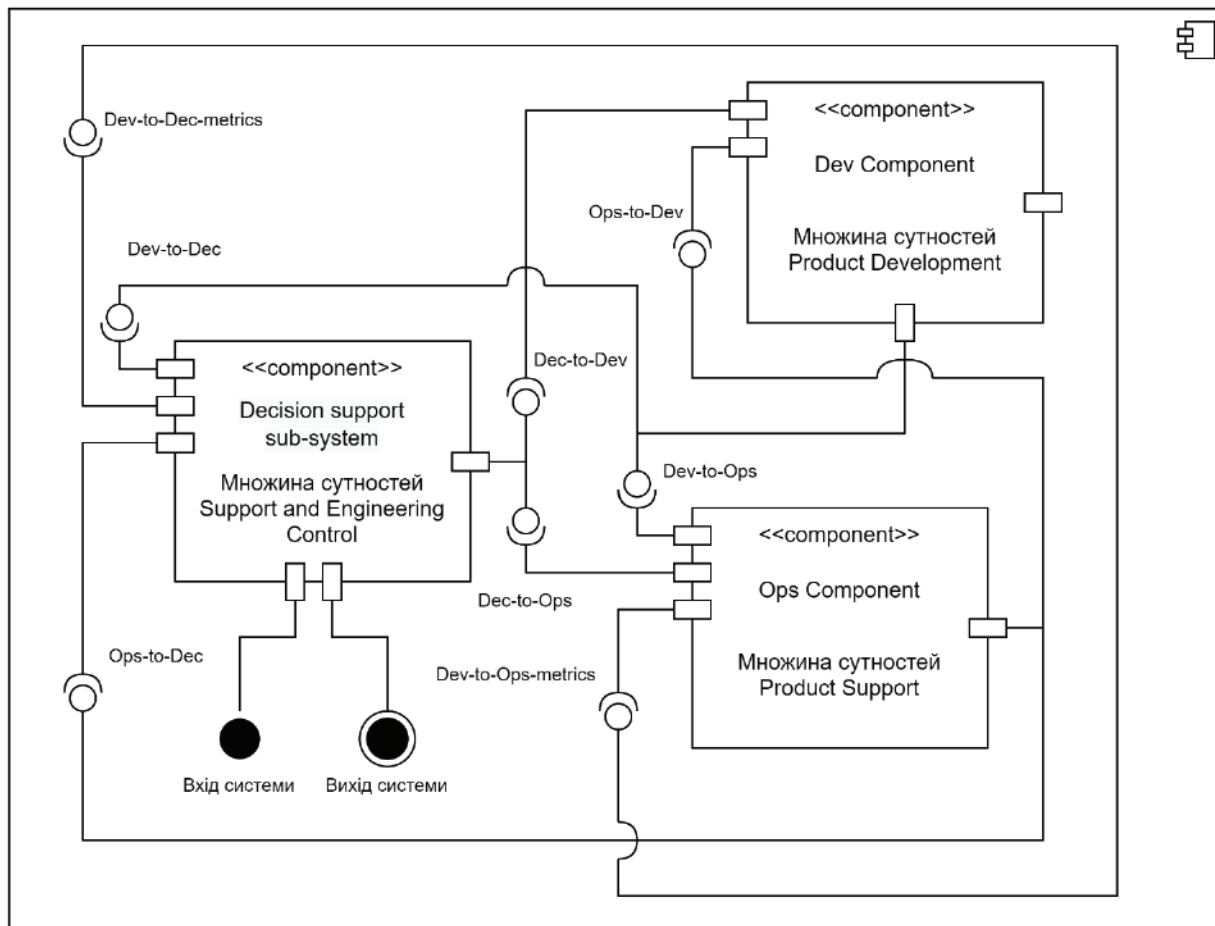 Dev-to-Dec-metrics
<<component>>
Dev Component
Множина сутностей
Product Development
Ops-to-Dev
Dev-to-Dec
<<component>>
Decision support
sub-system
Множина сутностей
Support and Engineering
Control
Dec-to-Dev
Dev-to-Ops
<<component>>
Ops Component
Множина сутностей
Product Support
Dec-to-Ops
Ops-to-Dec
Dev-to-Ops-metrics
Вхід системи
Вихід системи